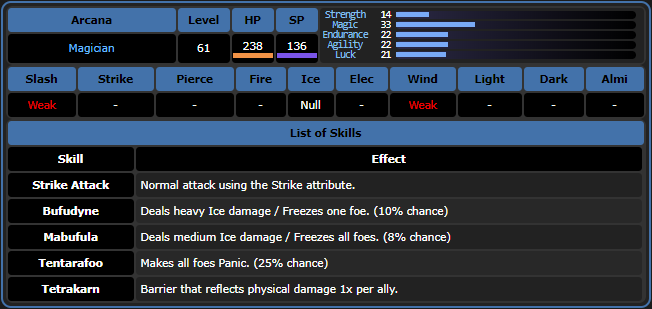 Arcana Level HP SP
Magician 61 238 136
Strength 14
Magic 33
Endurance 22
Agility 22
Luck 21
Slash Strike Pierce Fire Ice Elec Wind Light Dark Almi
Weak - - - Null - Weak - - -
List of Skills
Skill Effect
Strike Attack Normal attack using the Strike attribute.
Bufudyne Deals heavy Ice damage / Freezes one foe. (10% chance)
Mabufula Deals medium Ice damage / Freezes all foes. (8% chance)
Tentarafoo Makes all foes Panic. (25% chance)
Tetrakarn Barrier that reflects physical damage 1x per ally.